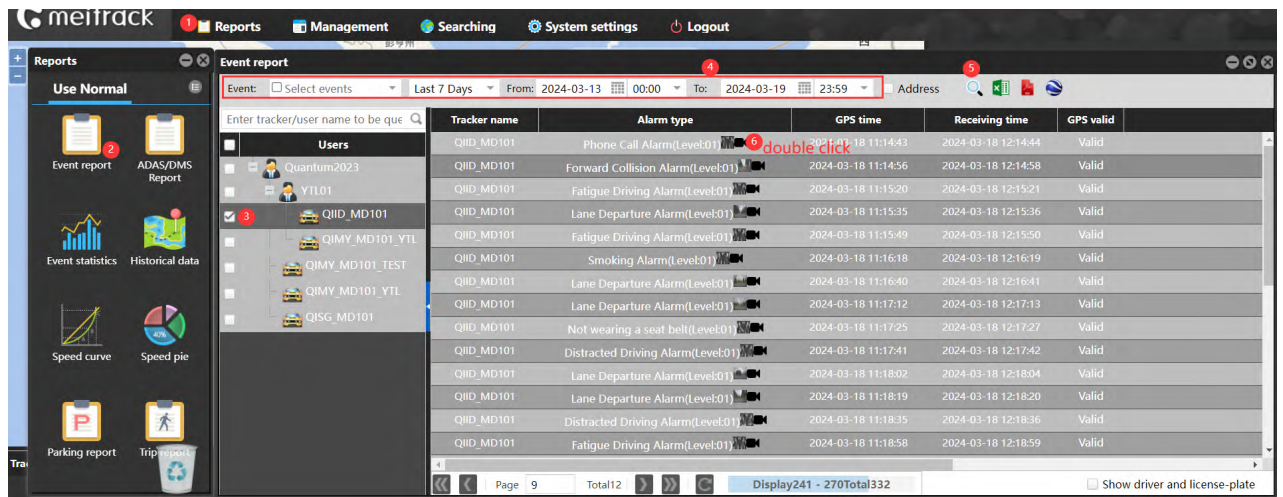 meitrack
1 Reports Management Searching System settings Logout
彭亨州
Reports
Event report
4
5
Use Normal
Event: Select events Last 7 Days From: 2024-03-13 00:00 To: 2024-03-19 23:59 Address
Enter tracker/user name to be que
Tracker name Alarm type GPS time Receiving time GPS valid
Users
2
Event report
ADAS/DMS
Report
Quantum2023
YTL01
3 QIID_MD101
QIMY_MD101_YTL
QIMY_MD101_TEST
QIMY_MD101_YTL
QISG_MD101
Event statistics Historical data
40%
Speed curve Speed pie
P
Parking report Trip report
QIID_MD101 Phone Call Alarm(Level:01) 6 2024-03-18 11:14:43 2024-03-18 12:14:44 Valid
double click
QIID_MD101 Forward Collision Alarm(Level:01) 2024-03-18 11:14:56 2024-03-18 12:14:58 Valid
QIID_MD101 Fatigue Driving Alarm(Level:01) 2024-03-18 11:15:20 2024-03-18 12:15:21 Valid
QIID_MD101 Lane Departure Alarm(Level:01) 2024-03-18 11:15:35 2024-03-18 12:15:36 Valid
QIID_MD101 Fatigue Driving Alarm(Level:01) 2024-03-18 11:15:49 2024-03-18 12:15:50 Valid
QIID_MD101 Smoking Alarm(Level:01) 2024-03-18 11:16:18 2024-03-18 12:16:19 Valid
QIID_MD101 Lane Departure Alarm(Level:01) 2024-03-18 11:16:40 2024-03-18 12:16:41 Valid
QIID_MD101 Lane Departure Alarm(Level:01) 2024-03-18 11:17:12 2024-03-18 12:17:13 Valid
QIID_MD101 Not wearing a seat belt(Level:01) 2024-03-18 11:17:25 2024-03-18 12:17:27 Valid
QIID_MD101 Distracted Driving Alarm(Level:01) 2024-03-18 11:17:41 2024-03-18 12:17:42 Valid
QIID_MD101 Lane Departure Alarm(Level:01) 2024-03-18 11:18:02 2024-03-18 12:18:04 Valid
QIID_MD101 Lane Departure Alarm(Level:01) 2024-03-18 11:18:19 2024-03-18 12:18:20 Valid
QIID_MD101 Distracted Driving Alarm(Level:01) 2024-03-18 11:18:35 2024-03-18 12:18:36 Valid
QIID_MD101 Fatigue Driving Alarm(Level:01) 2024-03-18 11:18:58 2024-03-18 12:18:59 Valid
Page 9 Total12 Display241 - 270Total332 Show driver and license-plate